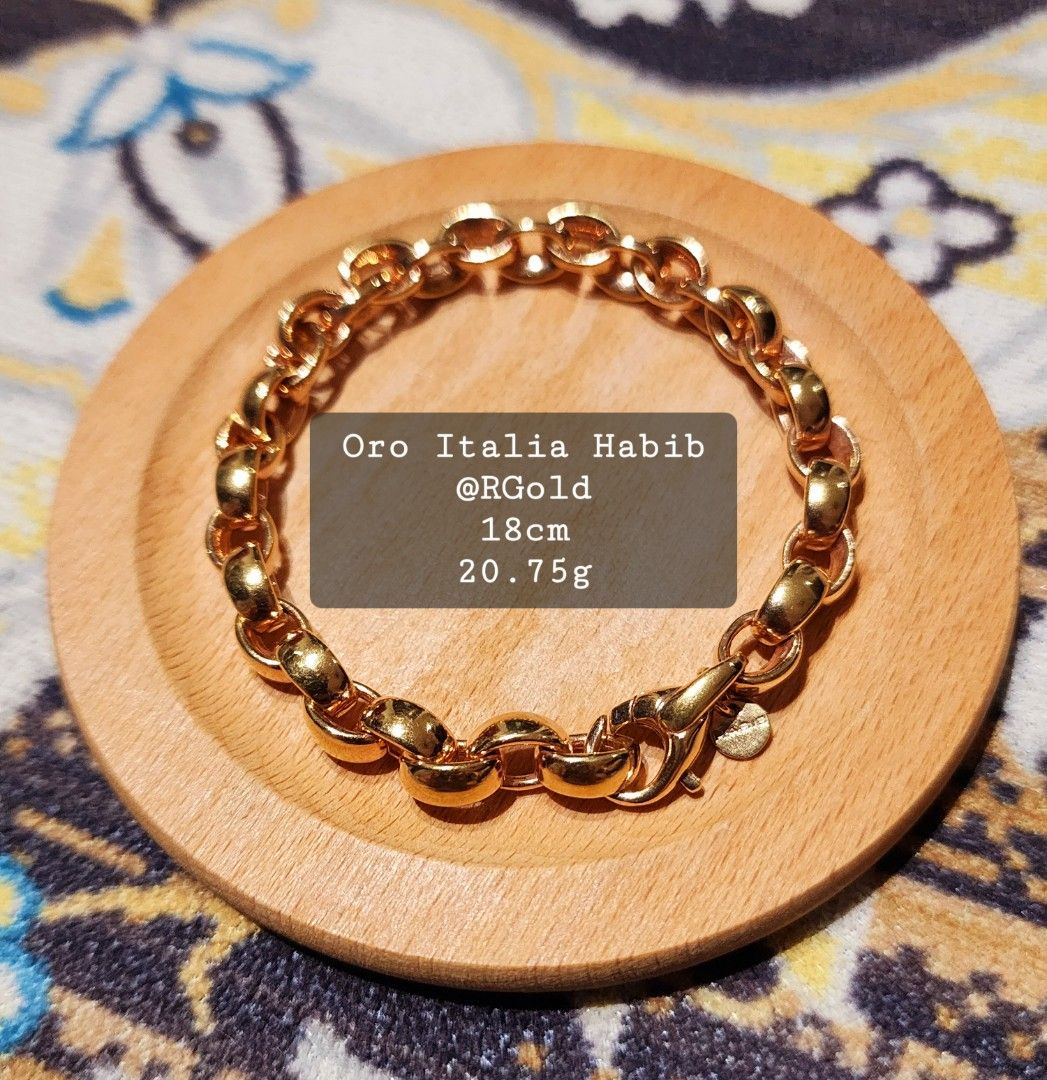 Oro Italia Habib
@RGold
18cm
20.75g